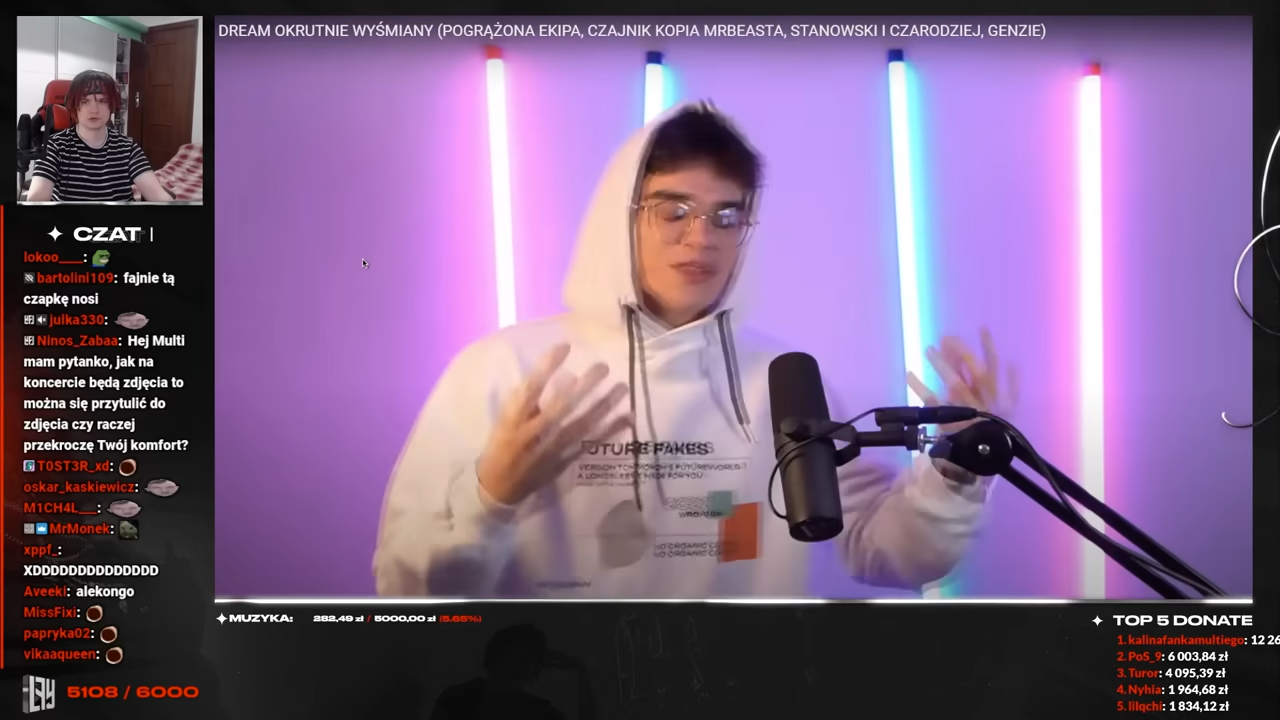 DREAM OKRUTNIE WYŚMIANY (POGRĄŻONA EKIPA, CZAJNIK KOPIA MRBEASTA, STANOWSKI I CZARODZIEJ, GENZIE)
CZAT
lokoo___:
bartolini109: fajnie tą
czapkę nosi
julka330:
Ninos_Zabaa: Hej Multi
mam pytanko, jak na
koncercie będą zdjęcia to
można się przytulić do
zdjęcia czy raczej
przekroczę Twój komfort?
T0ST3R_xd:
oskar_kaskiewicz:
M1CH4L__:
MrMonek:
xppf_:
XDDDDDDDDDDDDDD
Aveeki: alekongo
MissFixi:
papryka02:
vikaaqueen:
5108 / 6000
FUTURE FAKES
MUZYKA: 282,49 zł / 5000,00 zł (5.65%)
TOP 5 DONATE
1. kalinafankamultiego: 12 26
2. PoS_9: 6 003,84 zł
3. Turor: 4 095,39 zł
4. Nyhia: 1 964,68 zł
5. lilqchi: 1 834,12 zł